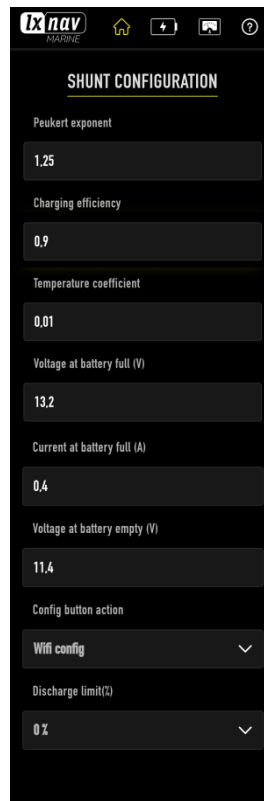 lx nav
MARINE
SHUNT CONFIGURATION
Peukert exponent
1,25
Charging efficiency
0,9
Temperature coefficient
0,01
Voltage at battery full (V)
13,2
Current at battery full (A)
0,4
Voltage at battery empty (V)
11,4
Config button action
Wifi config
Discharge limit(%)
0 %